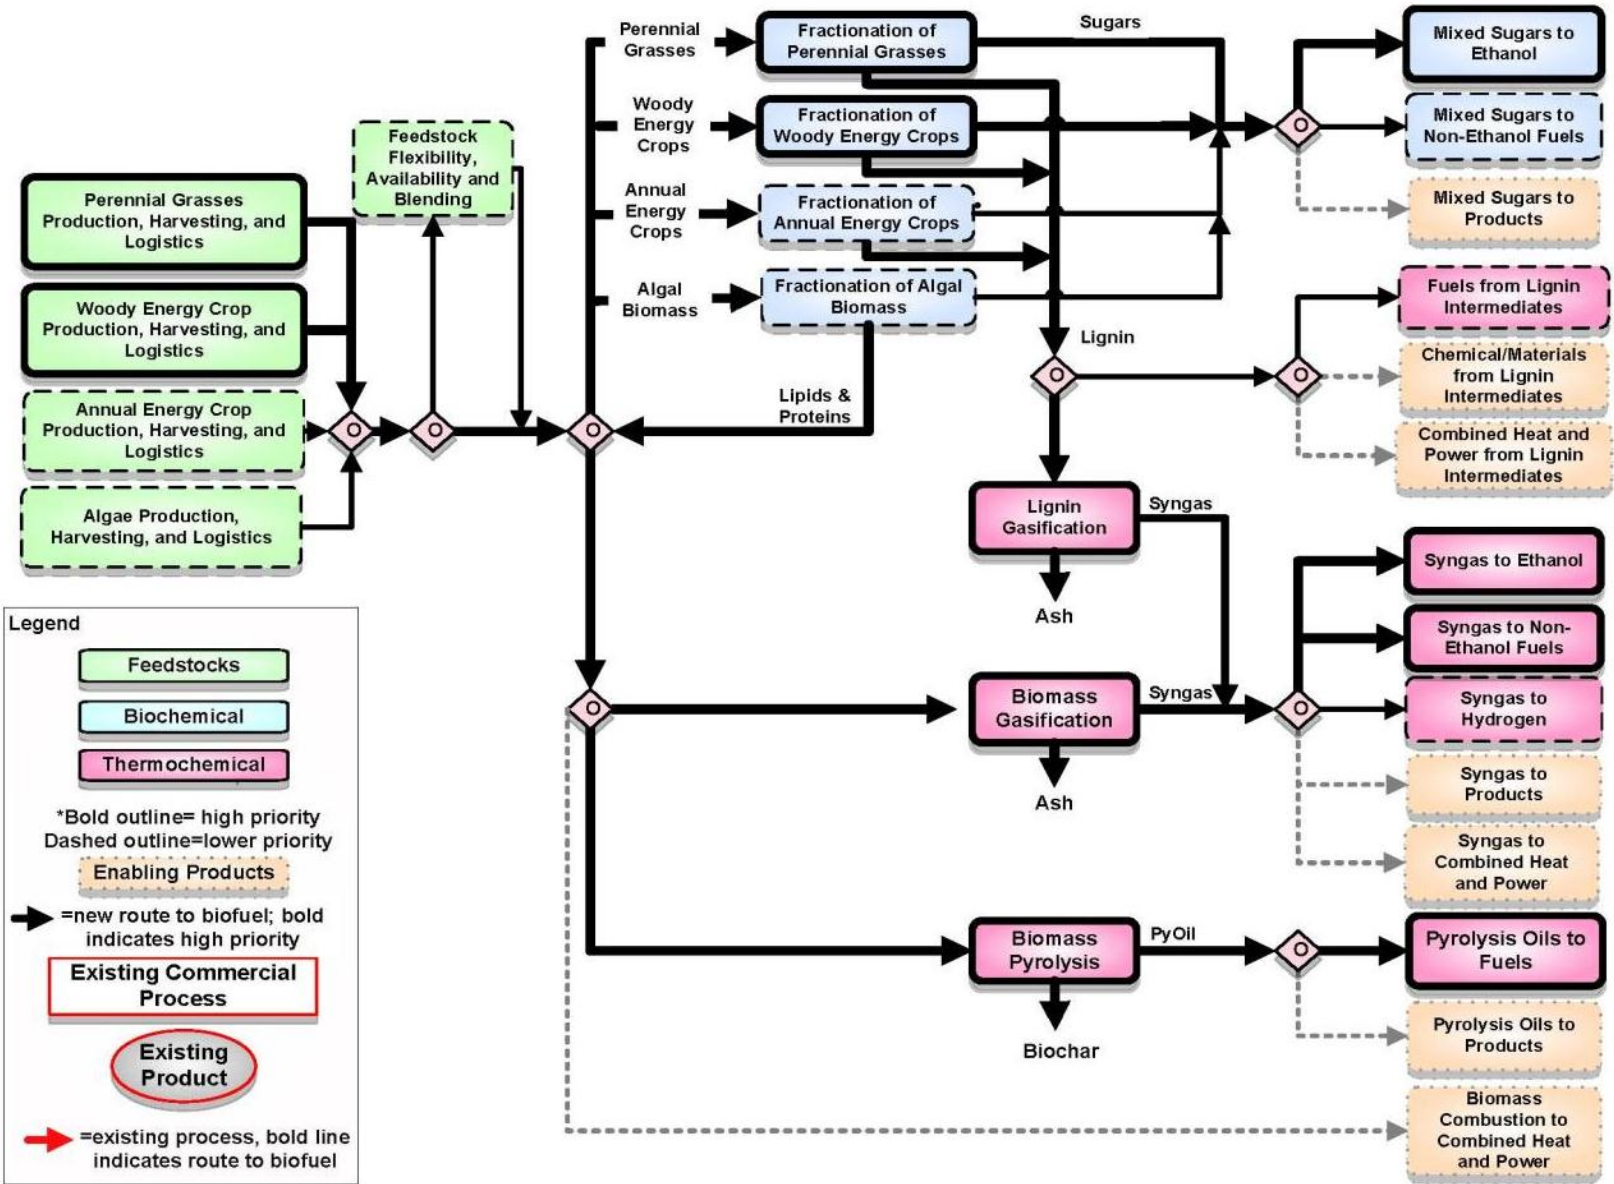 Perennial Grasses
Production, Harvesting, and
Logistics
Woody Energy Crop
Production, Harvesting, and
Logistics
Annual Energy Crop
Production, Harvesting, and
Logistics
Algae Production,
Harvesting, and Logistics
Feedstock
Flexibility,
Availability and
Blending
O
O
O
O
Perennial
Grasses
Woody
Energy
Crops
Annual
Energy
Crops
Algal
Biomass
Fractionation of
Perennial Grasses
Fractionation of
Woody Energy Crops
Fractionation of
Annual Energy Crops
Fractionation of Algal
Biomass
Lipids &
Proteins
Sugars
Lignin
O
O
O
Mixed Sugars to
Ethanol
Mixed Sugars to
Non-Ethanol Fuels
Mixed Sugars to
Products
Fuels from Lignin
Intermediates
Chemical/Materials
from Lignin
Intermediates
Combined Heat and
Power from Lignin
Intermediates
Lignin
Gasification
Syngas
Ash
Biomass
Gasification
Syngas
Ash
O
Syngas to Ethanol
Syngas to Non-
Ethanol Fuels
Syngas to
Hydrogen
Syngas to
Products
Syngas to
Combined Heat
and Power
Biomass
Pyrolysis
PyOil
Biochar
O
Pyrolysis Oils to
Fuels
Pyrolysis Oils to
Products
Biomass
Combustion to
Combined Heat
and Power
Legend
Feedstocks
Biochemical
Thermochemical
*Bold outline= high priority
Dashed outline=lower priority
Enabling Products
=new route to biofuel; bold
indicates high priority
Existing Commercial
Process
Existing
Product
=existing process, bold line
indicates route to biofuel